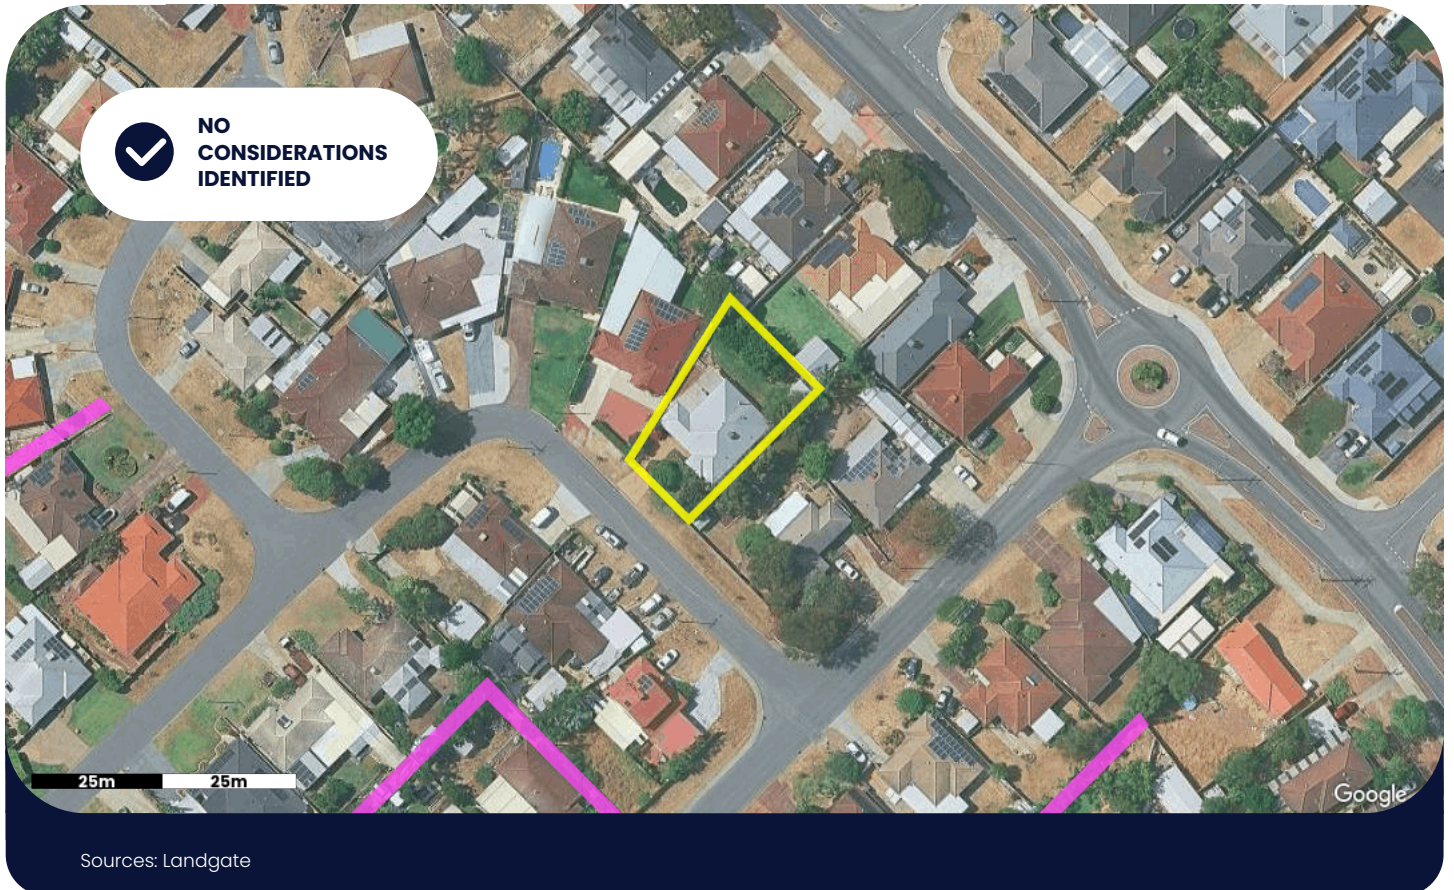 NO
CONSIDERATIONS
IDENTIFIED
25m 25m
Google
Sources: Landgate